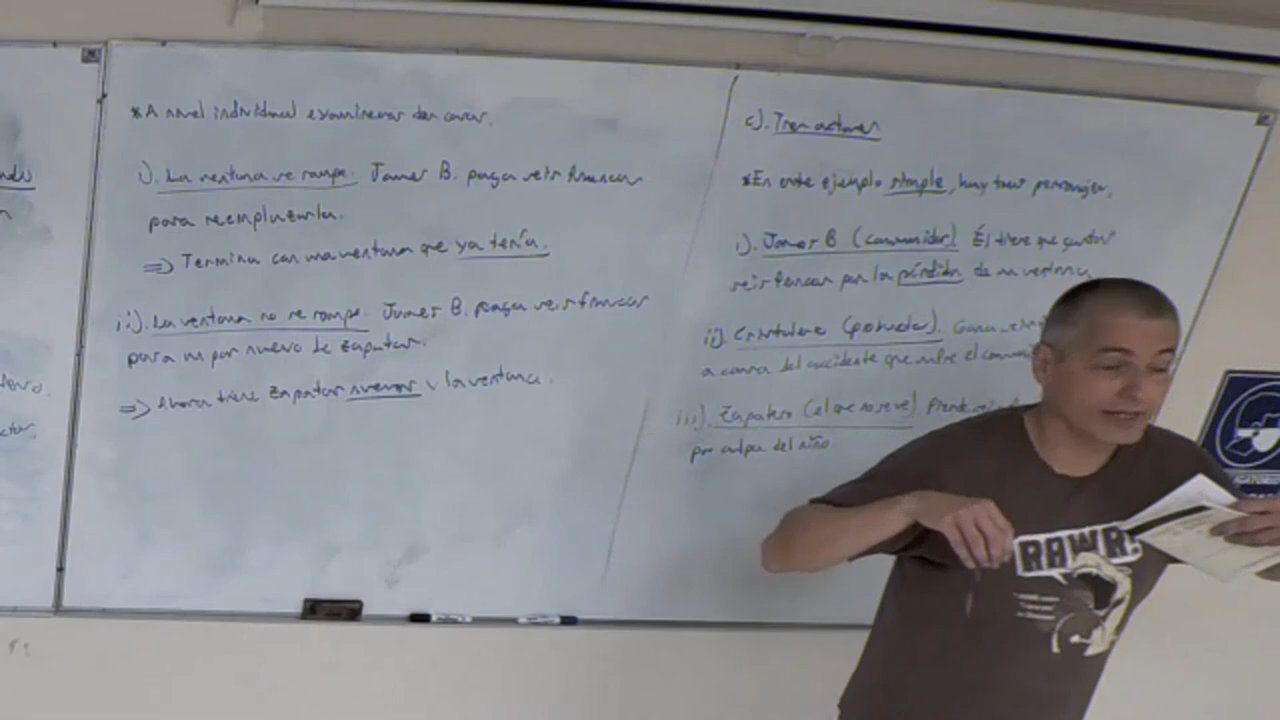 *A nivel individual examinemos dos casos.
i). La ventana se rompe. James B. paga seis francos
para reemplazarla.
=> Termina con una ventana que ya tenía.
ii). La ventana no se rompe. James B. paga seis francos
para un par nuevo de zapatos.
=> Ahora tiene zapatos nuevos y la ventana.
c). Tres actores
*En este ejemplo simple, hay tres personajes.
i). James B (consumidor) Él tiene que gastar
seis francos por la pérdida de su ventana
ii). Cristalero (productor). Gana
a causa del accidente que sufre el
iii). Zapatero (el que no se ve) Pierde
por culpa del niño.
RAWR.